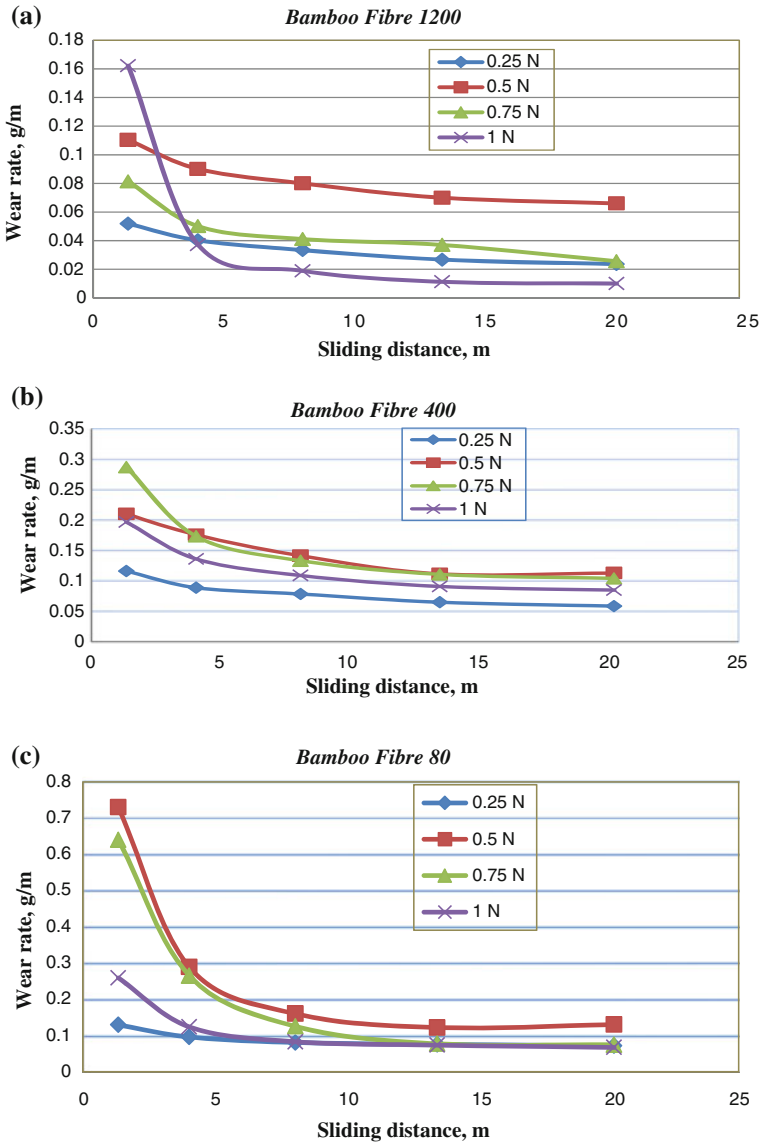 (a)
Bamboo Fibre 1200
0.18
0.16
0.14
0.12
0.1
0.08
0.06
0.04
0.02
0
Wear rate, g/m
0.25 N
0.5 N
0.75 N
1 N
0 5 10 15 20 25
Sliding distance, m
(b)
Bamboo Fibre 400
0.35
0.3
0.25
0.2
0.15
0.1
0.05
0
Wear rate, g/m
0.25 N
0.5 N
0.75 N
1 N
0 5 10 15 20 25
Sliding distance, m
(c)
Bamboo Fibre 80
0.8
0.7
0.6
0.5
0.4
0.3
0.2
0.1
0
Wear rate, g/m
0.25 N
0.5 N
0.75 N
1 N
0 5 10 15 20 25
Sliding distance, m